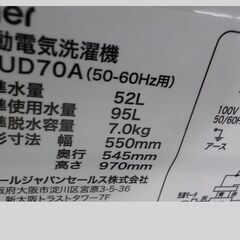 ier
動電気洗濯機
UD70A (50-60Hz用)
準水量 52L
準使用水量 95L
準脱水容量 7.0kg
形寸法 幅 550mm
奥行 545mm
高さ 970mm
ールジャパンセールス株式会社
阪府大阪市淀川区宮原3-5-36
新大阪トラストタワー7F
100V
50/60H
アース